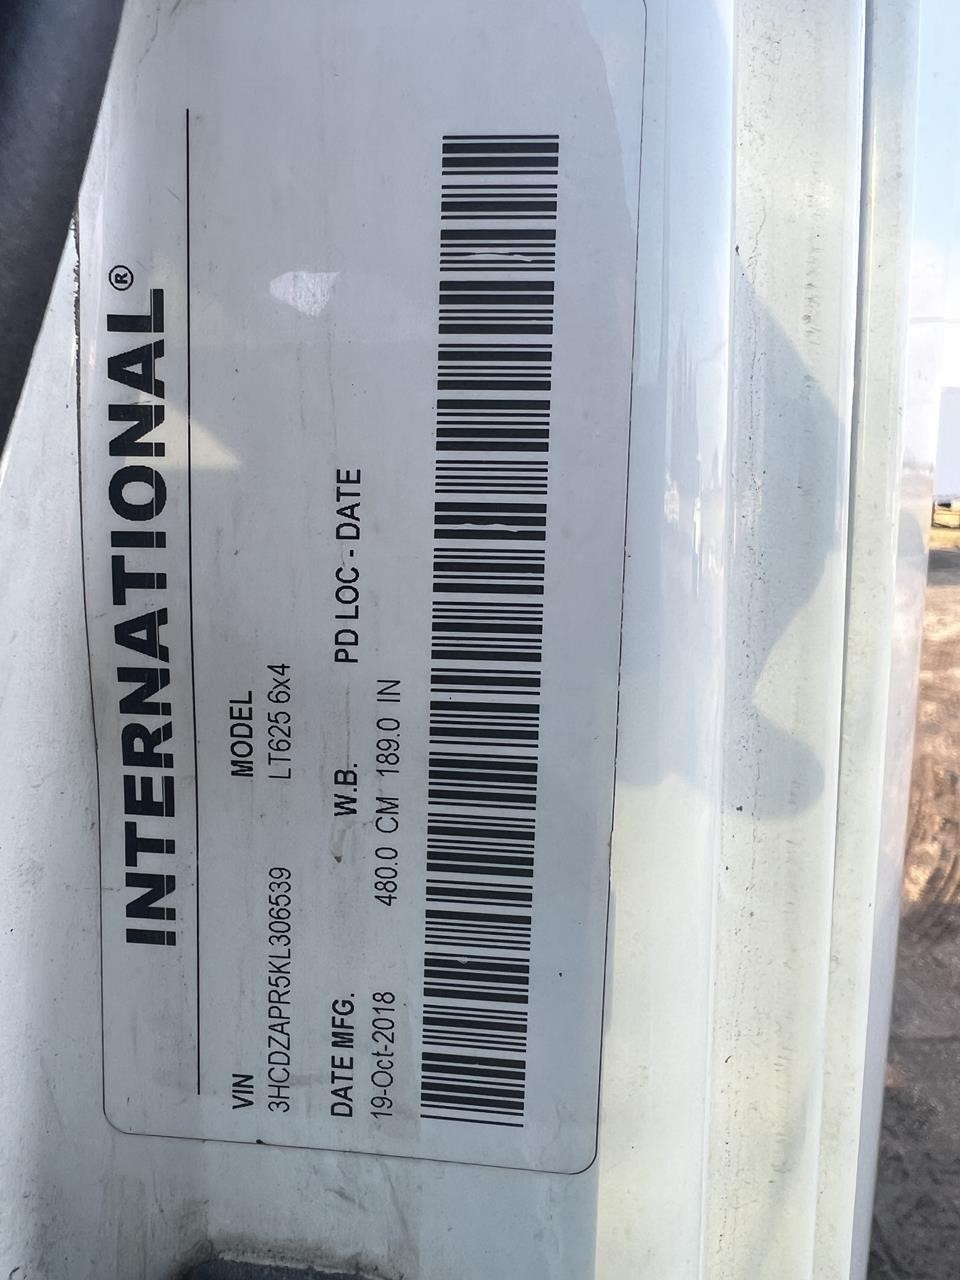 INTERNATIONAL®
VIN MODEL
3HCDZAPR5KL306539 LT625 6x4
DATE MFG. W.B. PD LOC - DATE
19-Oct-2018 480.0 CM 189.0 IN